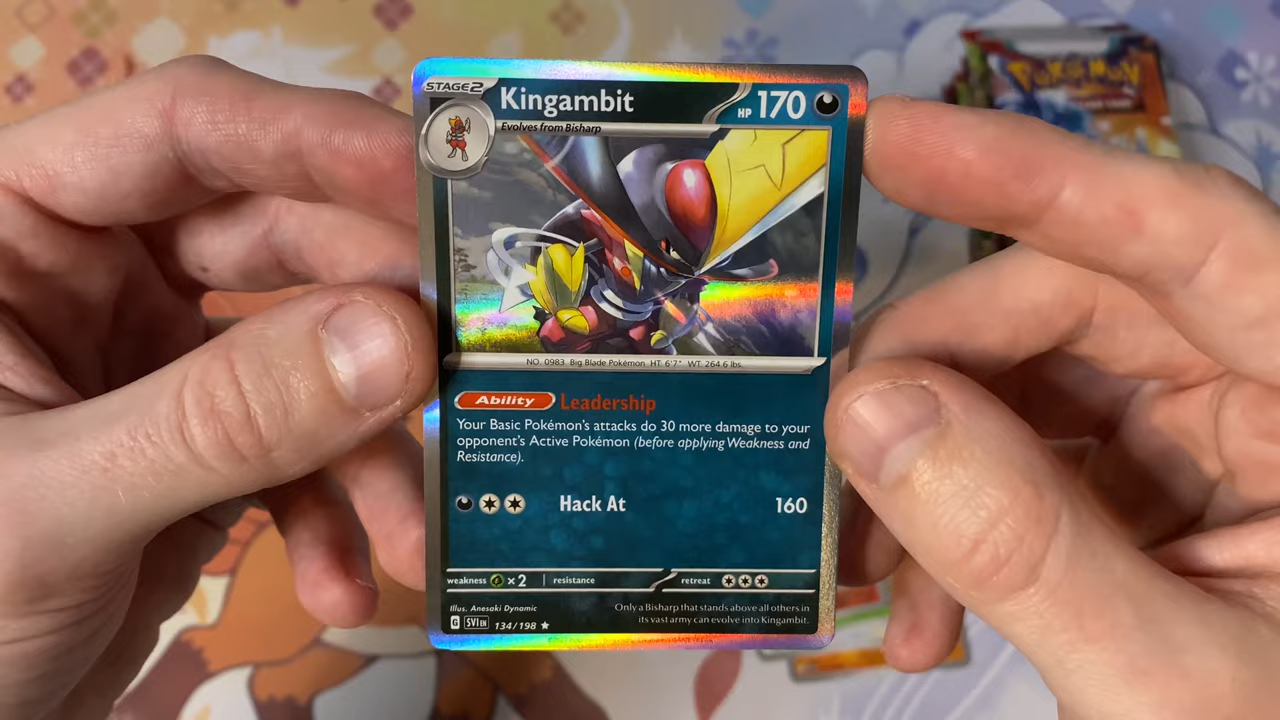 STAGE2
Kingambit
HP 170
Evolves from Bisharp
NO. 0983 Big Blade Pokémon HT: 6'7" WT: 264.6 lbs.
Ability Leadership
Your Basic Pokémon's attacks do 30 more damage to your
opponent's Active Pokémon (before applying Weakness and
Resistance).
Hack At 160
weakness ×2 resistance retreat
Illus. Anesaki Dynamic
Only a Bisharp that stands above all others in
its vast army can evolve into Kingambit.
G SVI EN 134/198
POKÉMON